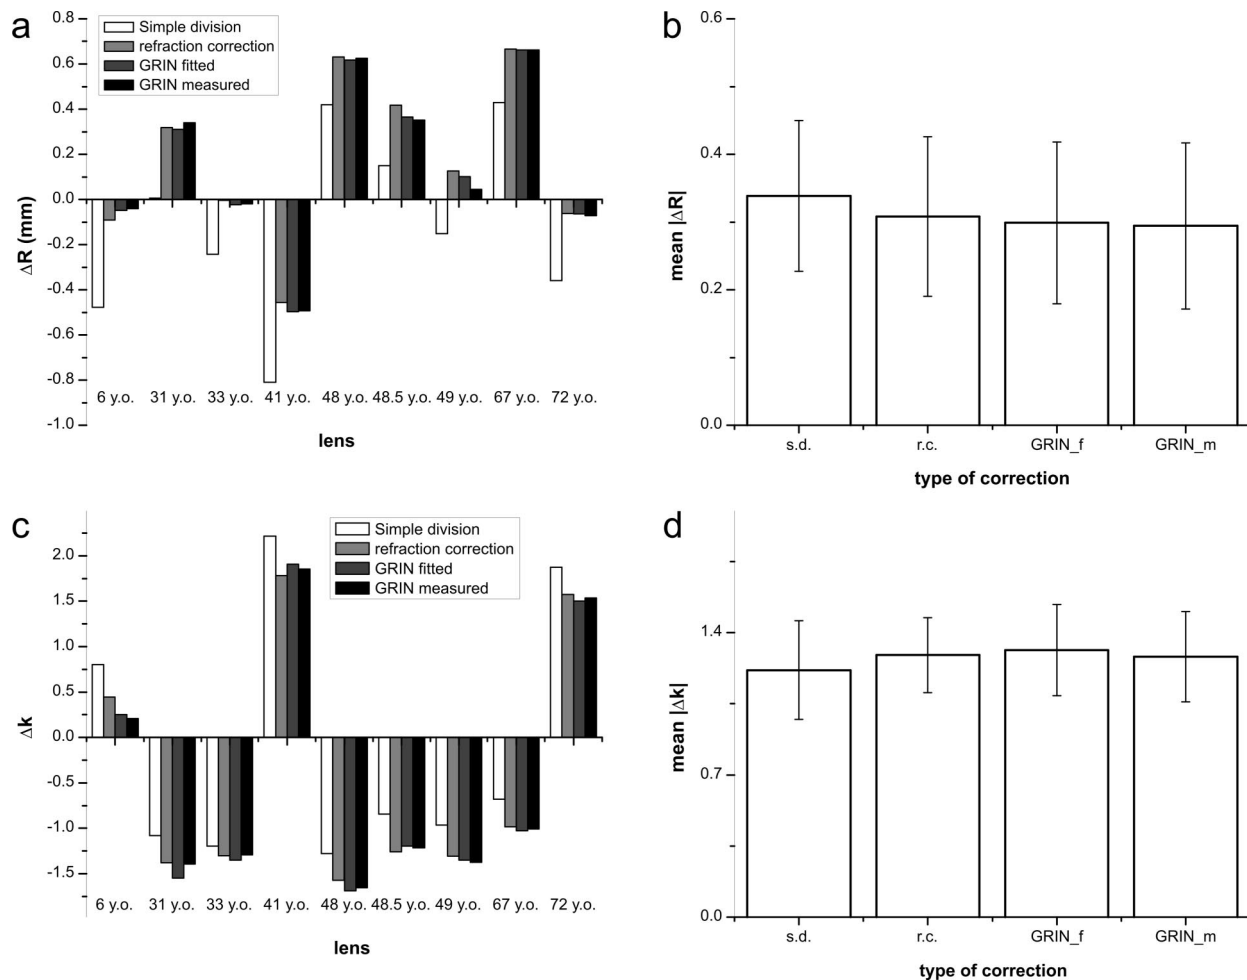 a
Simple division
refraction correction
GRIN fitted
GRIN measured
0.8
0.6
0.4
0.2
0.0
-0.2
-0.4
-0.6
-0.8
-1.0
ΔR (mm)
6 y.o. 31 y.o. 33 y.o. 41 y.o. 48 y.o. 48.5 y.o. 49 y.o. 67 y.o. 72 y.o.
lens
b
0.6
0.4
0.2
0.0
mean |ΔR|
s.d. r.c. GRIN_f GRIN_m
type of correction
c
Simple division
refraction correction
GRIN fitted
GRIN measured
2.0
1.5
1.0
0.5
0.0
-0.5
-1.0
-1.5
Δk
6 y.o. 31 y.o. 33 y.o. 41 y.o. 48 y.o. 48.5 y.o. 49 y.o. 67 y.o. 72 y.o.
lens
d
1.4
0.7
0.0
mean |Δk|
s.d. r.c. GRIN_f GRIN_m
type of correction